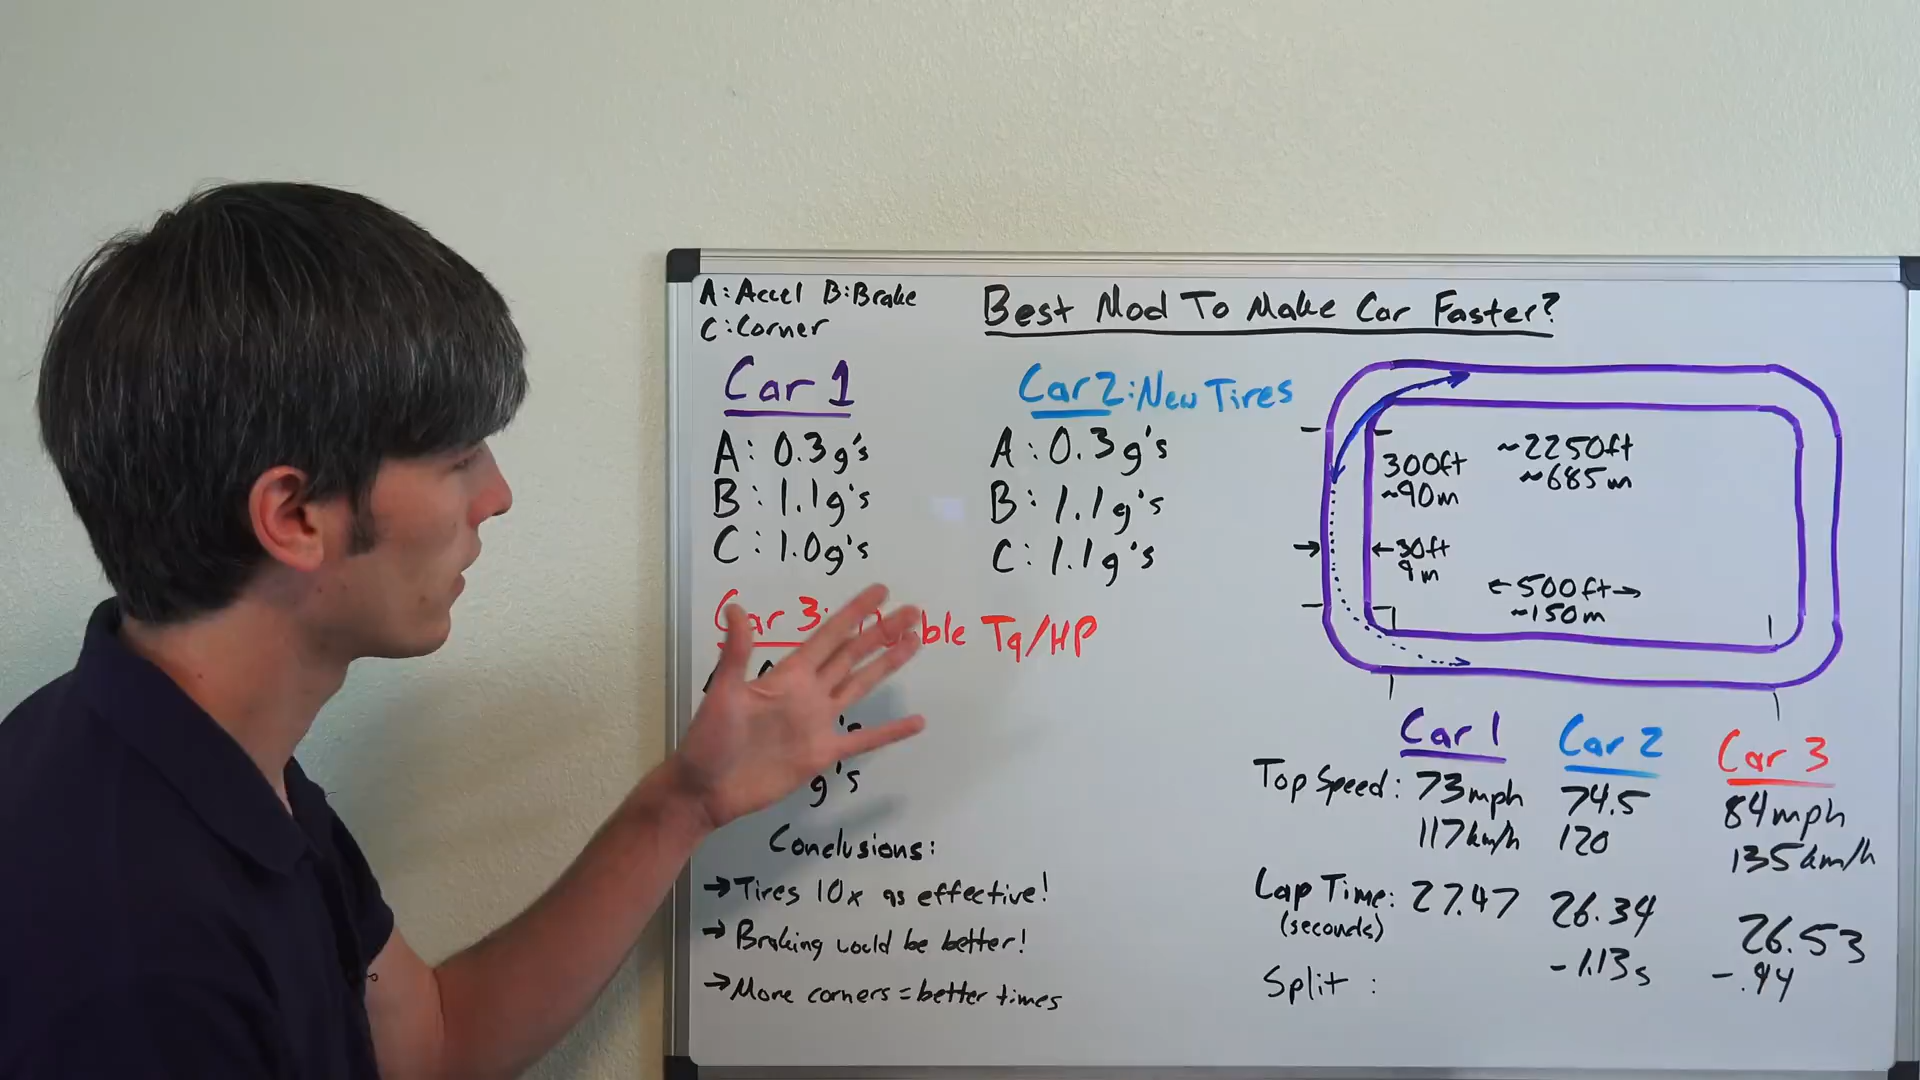 A:Accel B:Brake
C:Corner
Best Mod To Make Car Faster?
Car 1
A: 0.3g's
B: 1.1g's
C: 1.0g's
Car 2:New Tires
A: 0.3g's
B: 1.1g's
C: 1.1g's
Car 3: Tq/HP
g's
Conclusions:
→Tires 10x as effective!
→Braking would be better!
→More corners = better times
300ft
~90m
~2250ft
~685m
→ ←30ft
9m
←500ft→
~150m
Car 1 Car 2 Car 3
Top Speed: 73mph 74.5 84mph
117km/h 120 135km/h
Lap Time: 27.47 26.34 26.53
(seconds)
Split : -1.13s -.94